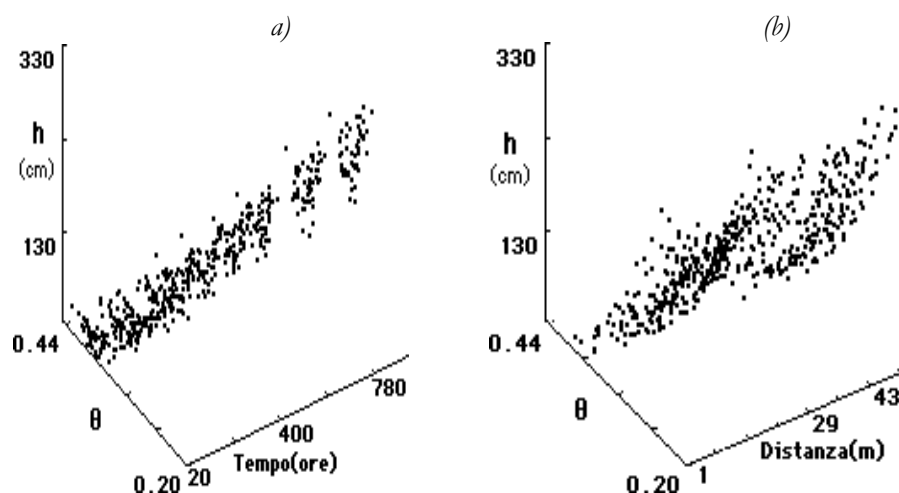 a)
330
h
(cm)
130
0.44
θ
0.20
20
400
780
Tempo(ore)
(b)
330
h
(cm)
130
0.44
θ
0.20
1
29
43
Distanza(m)